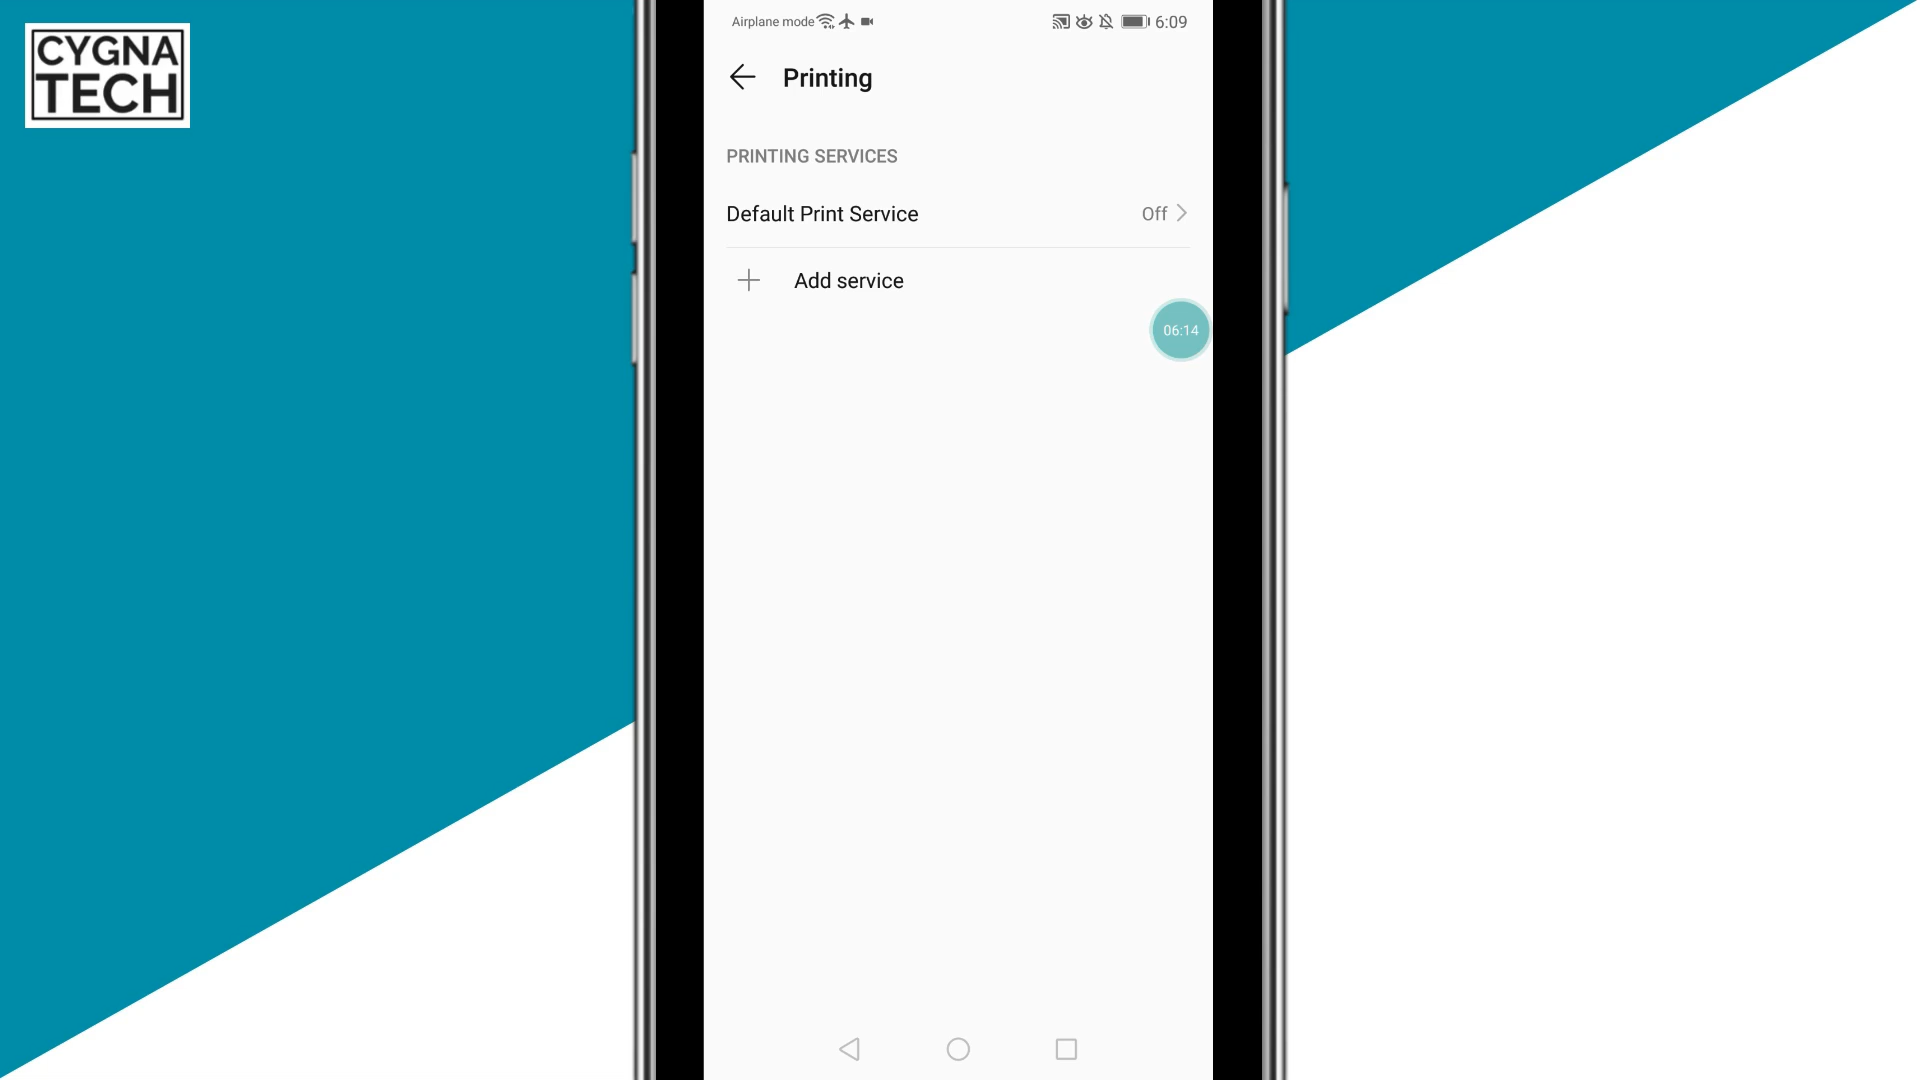 CYGNA
TECH
Airplane mode 6:09
Printing
PRINTING SERVICES
Default Print Service Off
Add service
06:14